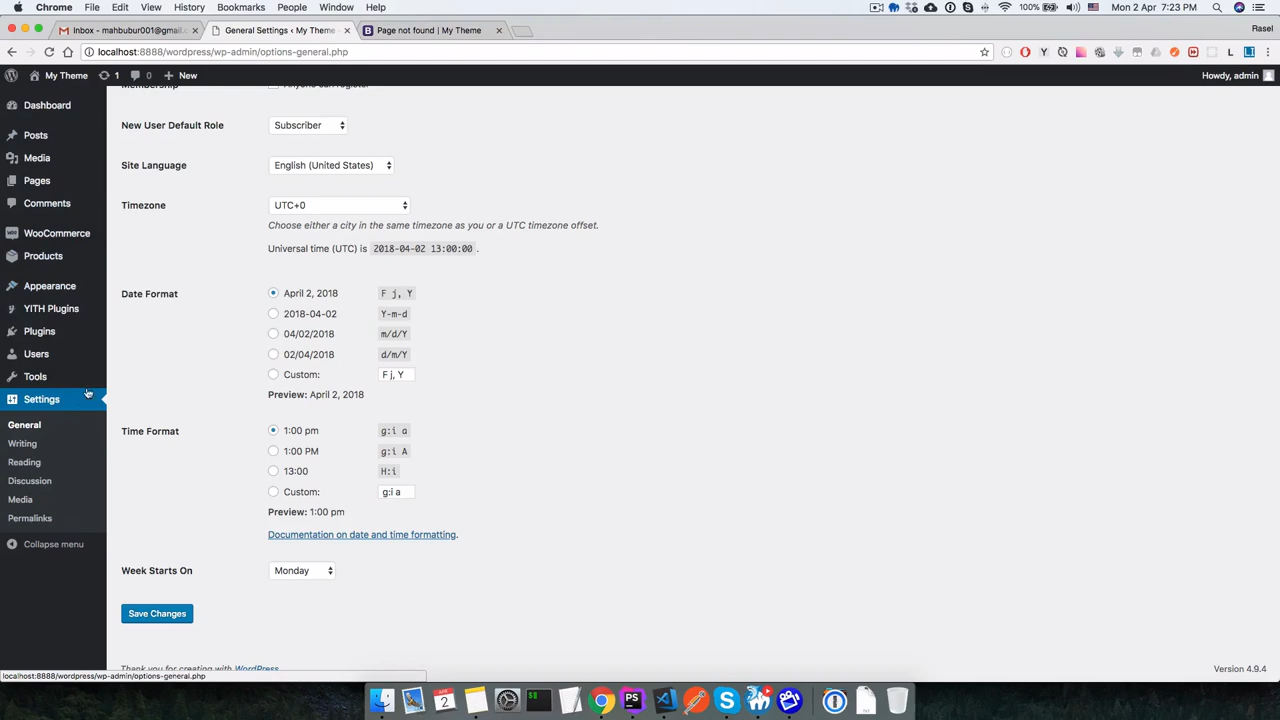 Chrome File Edit View History Bookmarks People Window Help
100% Mon 2 Apr 7:23 PM
Inbox - mahbubur001@gmail.c
General Settings ‹ My Theme
Page not found | My Theme
Rasel
localhost:8888/wordpress/wp-admin/options-general.php
My Theme 1 0 New
Howdy, admin
Dashboard
Posts
Media
Pages
Comments
WooCommerce
Products
Appearance
YITH Plugins
Plugins
Users
Tools
Settings
General
Writing
Reading
Discussion
Media
Permalinks
Collapse menu
Membership Anyone can register
New User Default Role Subscriber
Site Language English (United States)
Timezone UTC+0
Choose either a city in the same timezone as you or a UTC timezone offset.
Universal time (UTC) is 2018-04-02 13:00:00 .
Date Format April 2, 2018 F j, Y
2018-04-02 Y-m-d
04/02/2018 m/d/Y
02/04/2018 d/m/Y
Custom: F j, Y
Preview: April 2, 2018
Time Format 1:00 pm g:i a
1:00 PM g:i A
13:00 H:i
Custom: g:i a
Preview: 1:00 pm
Documentation on date and time formatting.
Week Starts On Monday
Save Changes
Thank you for creating with WordPress
Version 4.9.4
localhost:8888/wordpress/wp-admin/options-general.php